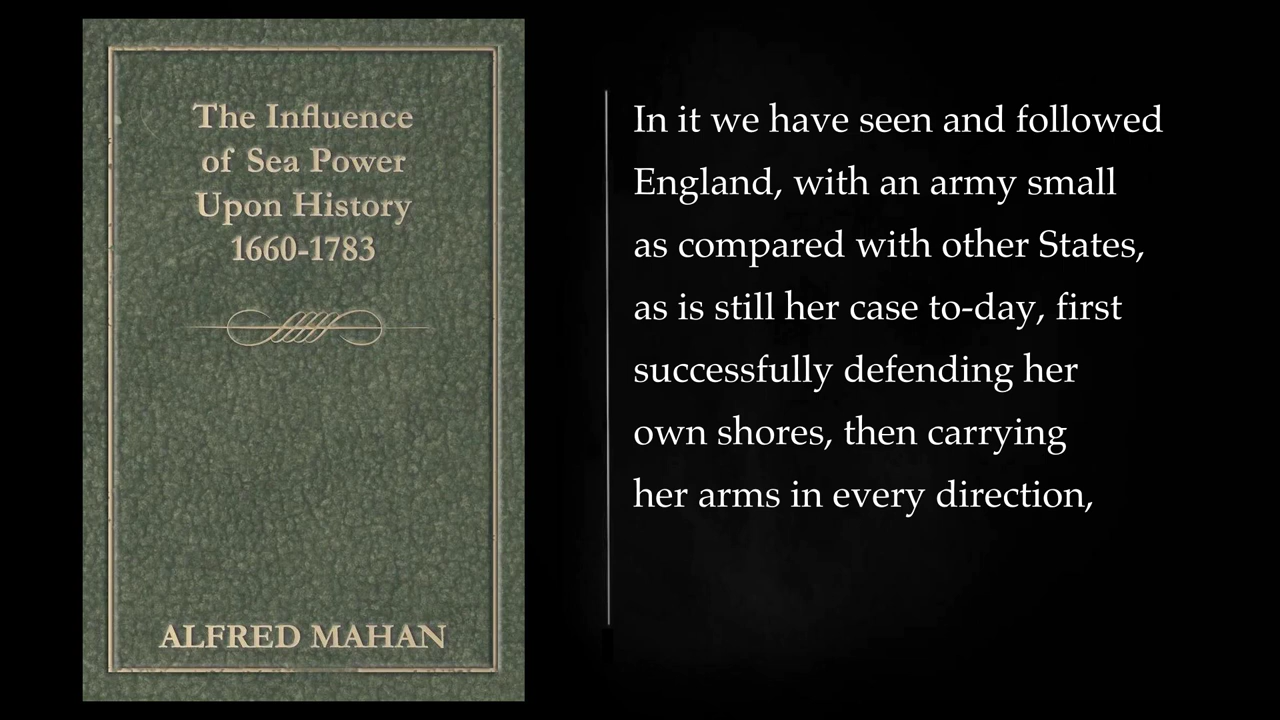 The Influence
of Sea Power
Upon History
1660-1783
ALFRED MAHAN
In it we have seen and followed
England, with an army small
as compared with other States,
as is still her case to-day, first
successfully defending her
own shores, then carrying
her arms in every direction,